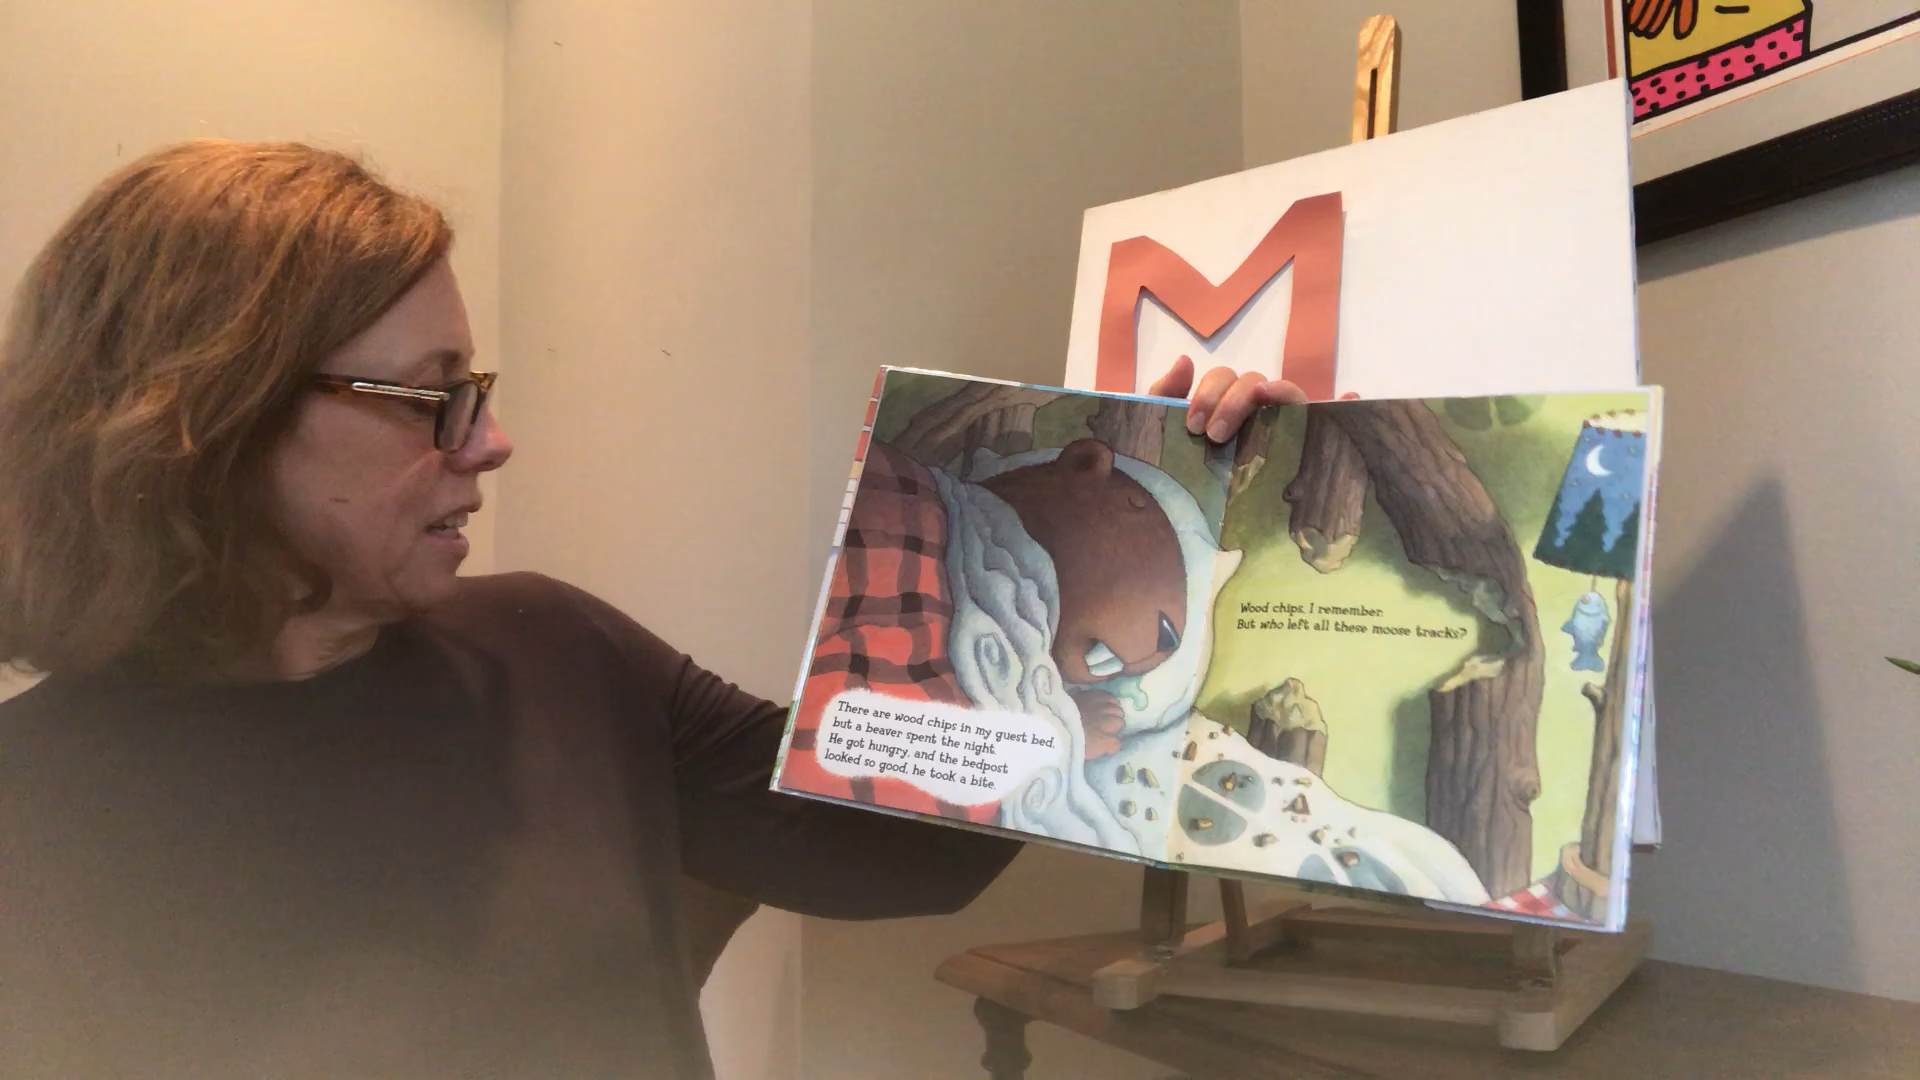 M
There are wood chips in my guest bed,
but a beaver spent the night.
He got hungry, and the bedpost
looked so good, he took a bite.
Wood chips, I remember.
But who left all these moose tracks?